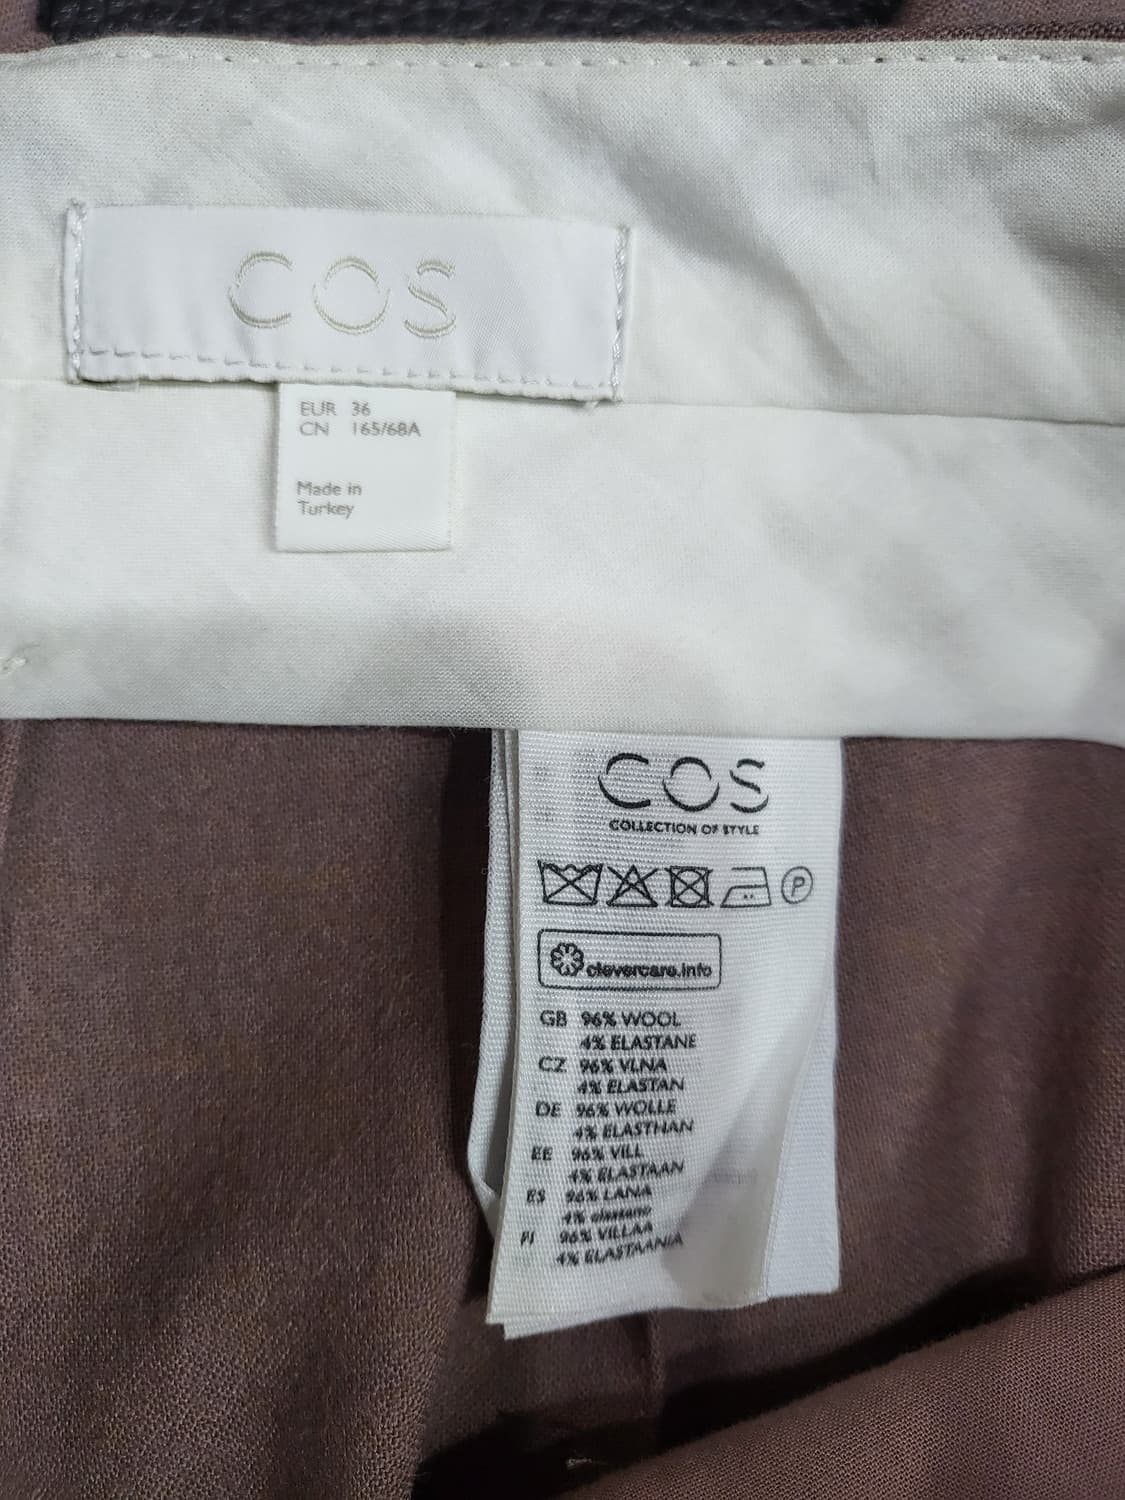 COS
EUR 36
CN 165/68A
Made in
Turkey
COS
COLLECTION OF STYLE
P
clevercare.info
GB 96% WOOL
4% ELASTANE
CZ 96% VLNA
4% ELASTAN
DE 96% WOLLE
4% ELASTHAN
EE 96% VILL
4% ELASTAAN
ES 96% LANA
4% elastano
FI 96% VILLAA
4% ELASTAANIA